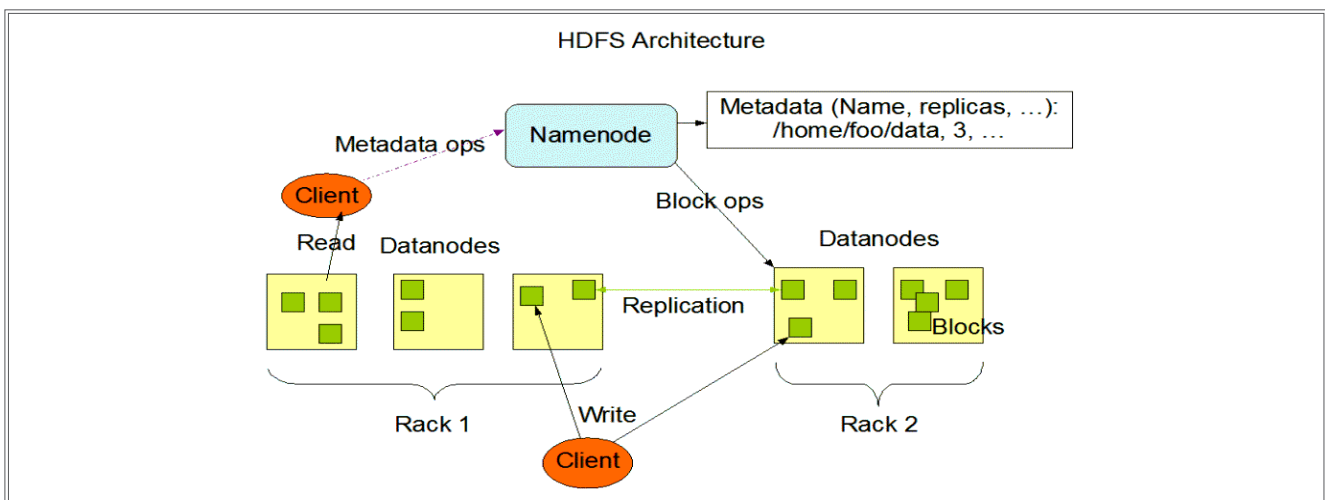 HDFS Architecture
Metadata (Name, replicas, …):
/home/foo/data, 3, …
Namenode
Metadata ops
Client
Block ops
Read
Datanodes
Datanodes
Replication
Blocks
Rack 1
Write
Rack 2
Client